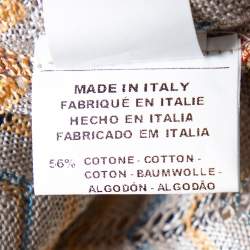 MADE IN ITALY
FABRIQUÉ EN ITALIE
HECHO EN ITALIA
FABRICADO EM ITALIA
56% COTONE - COTTON -
COTON - BAUMWOLLE -
ALGODÓN - ALGODÃO